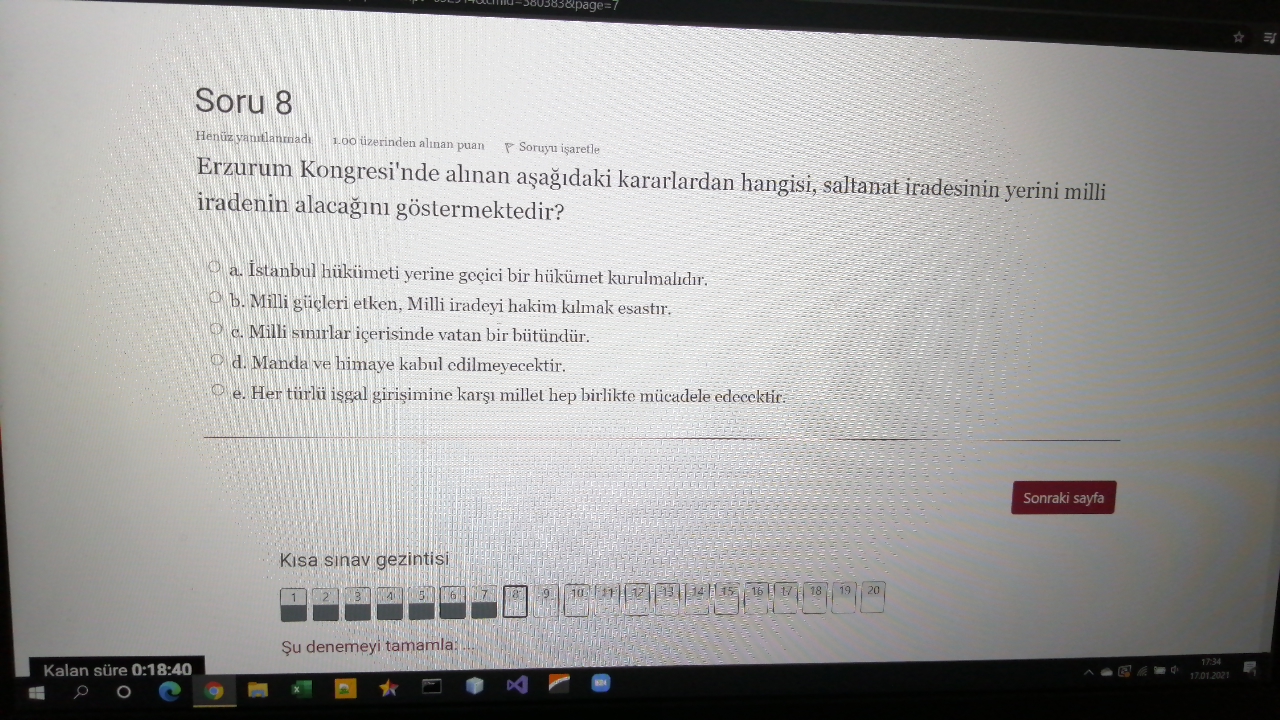 =380383&page=7
Soru 8
Henüz yanıtlanmadı 1.00 üzerinden alınan puan Soruyu işaretle
Erzurum Kongresi'nde alınan aşağıdaki kararlardan hangisi, saltanat iradesinin yerini milli
iradenin alacağını göstermektedir?
a. İstanbul hükümeti yerine geçici bir hükümet kurulmalıdır.
b. Milli güçleri etken, Milli iradeyi hakim kılmak esastır.
c. Milli sınırlar içerisinde vatan bir bütündür.
d. Manda ve himaye kabul edilmeyecektir.
e. Her türlü işgal girişimine karşı millet hep birlikte mücadele edecektir.
Sonraki sayfa
Kısa sınav gezintisi
1 2 3 4 5 6 7 8 9 10 11 12 13 14 15 16 17 18 19 20
Şu denemeyi tamamla: ...
Kalan süre 0:18:40
17:34
17.01.2021